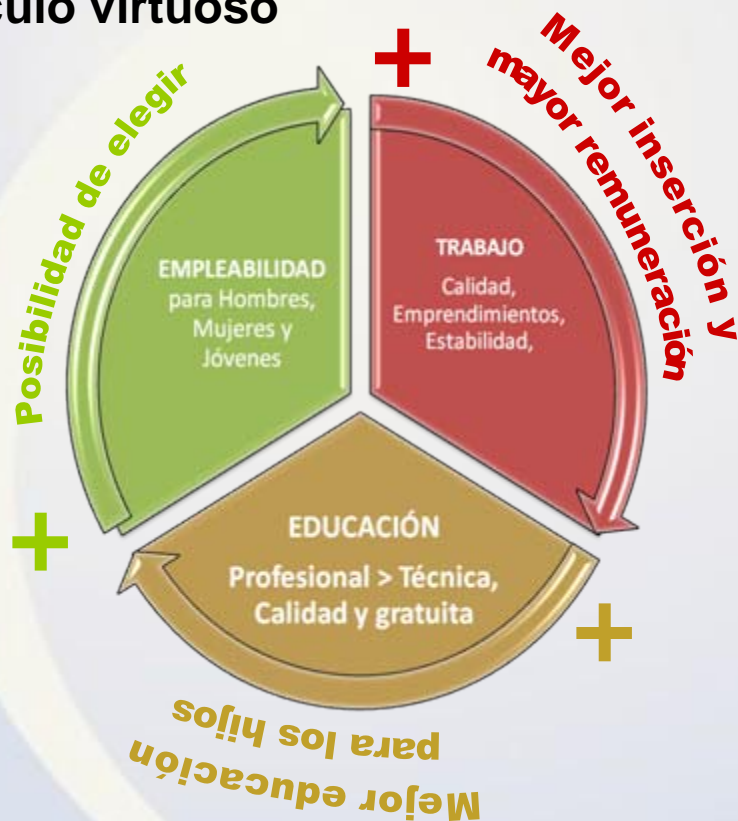 culo virtuoso
+
Mejor inserción y
mayor remuneración
Posibilidad de elegir
EMPLEABILIDAD
para Hombres,
Mujeres y
Jóvenes
TRABAJO
Calidad,
Emprendimientos,
Estabilidad,
+
EDUCACIÓN
Profesional > Técnica,
Calidad y gratuita
+
Mejor educación
para los hijos